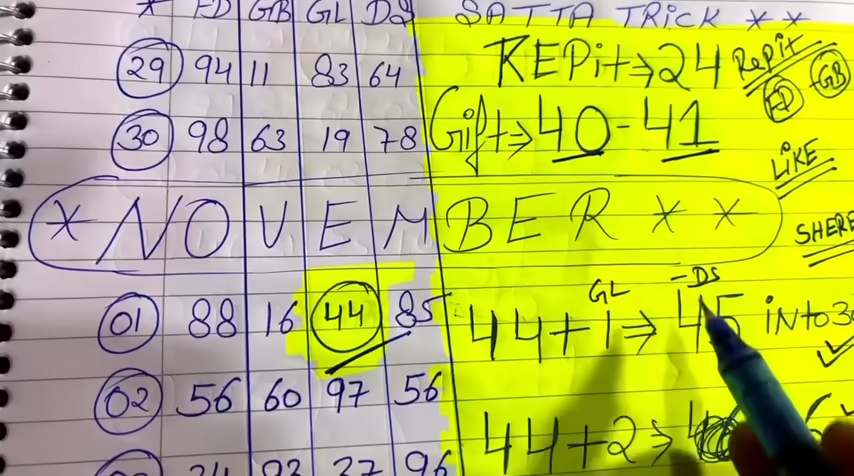 * FD GB GL DS SATTA TRICK * *
29 94 11 83 64 REPit ⇒ 24 Repit
FD GB
30 98 63 19 78 Gift ⇒ 40 - 41
LiKE
* NOVEMBER * *
SHERE
GL - DS
01 88 16 44 85 44 + 1 ⇒ 45 iNto
02 56 60 97 56
44 + 2 ⇒
96